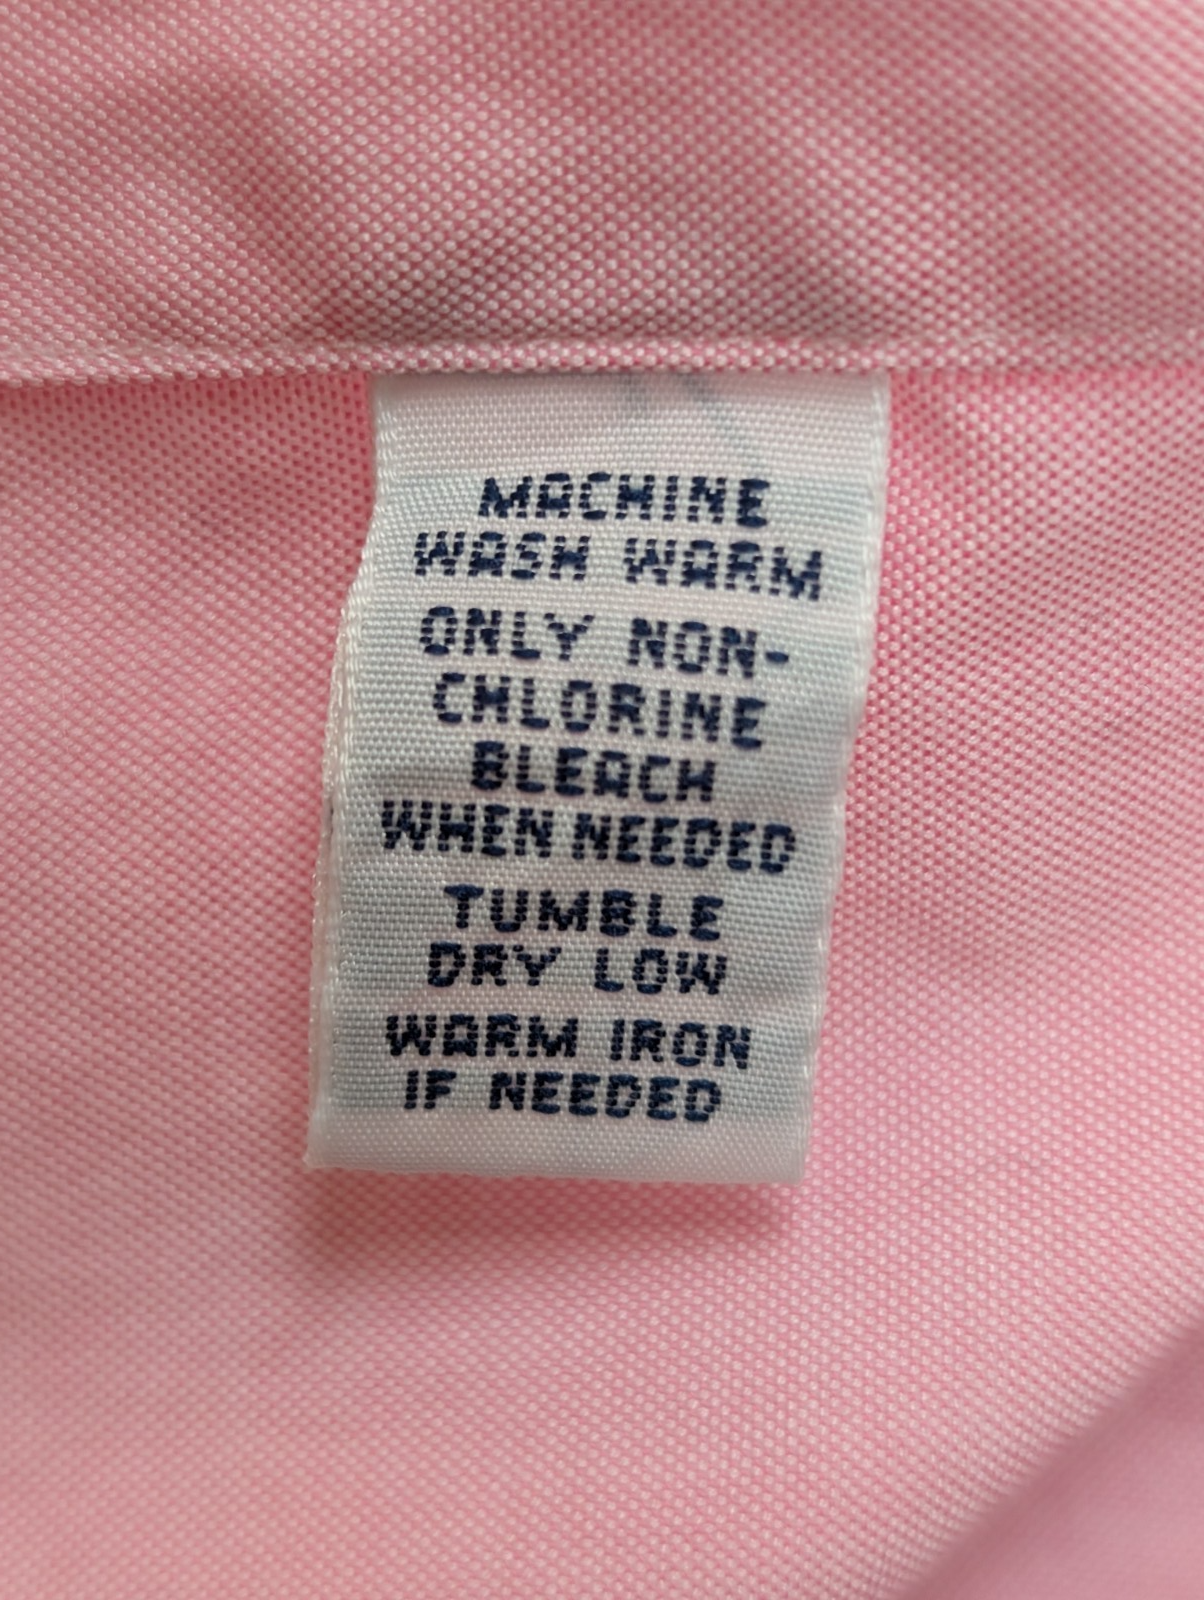 MACHINE
WASH WARM
ONLY NON-
CHLORINE
BLEACH
WHEN NEEDED
TUMBLE
DRY LOW
WARM IRON
IF NEEDED